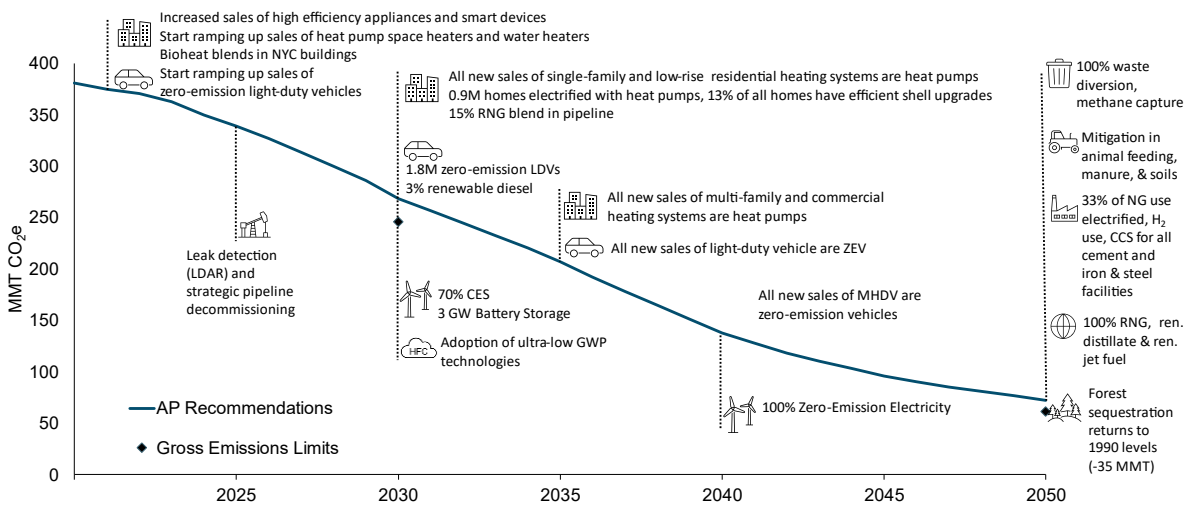 Increased sales of high efficiency appliances and smart devices
Start ramping up sales of heat pump space heaters and water heaters
Bioheat blends in NYC buildings
Start ramping up sales of
zero-emission light-duty vehicles
All new sales of single-family and low-rise residential heating systems are heat pumps
0.9M homes electrified with heat pumps, 13% of all homes have efficient shell upgrades
15% RNG blend in pipeline
1.8M zero-emission LDVs
3% renewable diesel
All new sales of multi-family and commercial
heating systems are heat pumps
All new sales of light-duty vehicle are ZEV
Leak detection
(LDAR) and
strategic pipeline
decommissioning
70% CES
3 GW Battery Storage
HFC
Adoption of ultra-low GWP
technologies
All new sales of MHDV are
zero-emission vehicles
100% Zero-Emission Electricity
100% waste
diversion,
methane capture
Mitigation in
animal feeding,
manure, & soils
33% of NG use
electrified, H2
use, CCS for all
cement and
iron & steel
facilities
100% RNG, ren.
distillate & ren.
jet fuel
Forest
sequestration
returns to
1990 levels
(-35 MMT)
MMT CO2e
400
350
300
250
200
150
100
50
0
AP Recommendations
Gross Emissions Limits
2025
2030
2035
2040
2045
2050